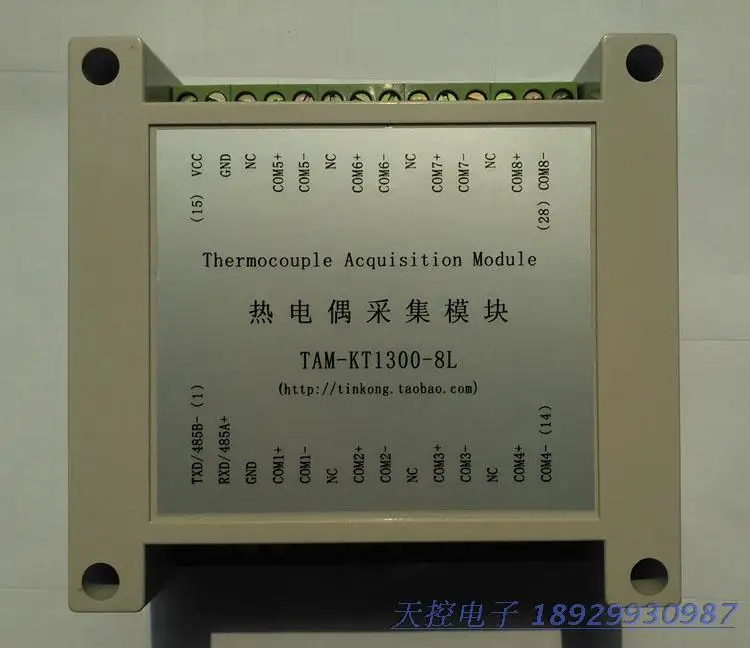 (15) VCC
GND
NC
COM5+
COM5-
NC
COM6+
COM6-
NC
COM7+
COM7-
NC
COM8+
(28) COM8-
Thermocouple Acquisition Module
热电偶采集模块
TAM-KT1300-8L
(http://tinkong.taobao.com)
TXD/485B- (1)
RXD/485A+
GND
COM1+
COM1-
NC
COM2+
COM2-
NC
COM3+
COM3-
NC
COM4+
COM4- (14)
天控电子 18929930987